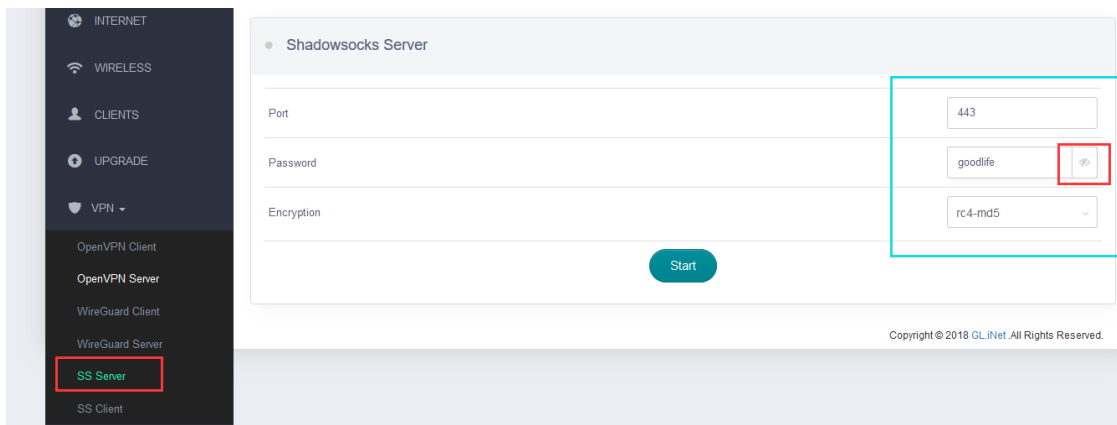 INTERNET
WIRELESS
CLIENTS
UPGRADE
VPN
OpenVPN Client
OpenVPN Server
WireGuard Client
WireGuard Server
SS Server
SS Client
Shadowsocks Server
Port 443
Password goodlife
Encryption rc4-md5
Start
Copyright © 2018 GL.iNet .All Rights Reserved.